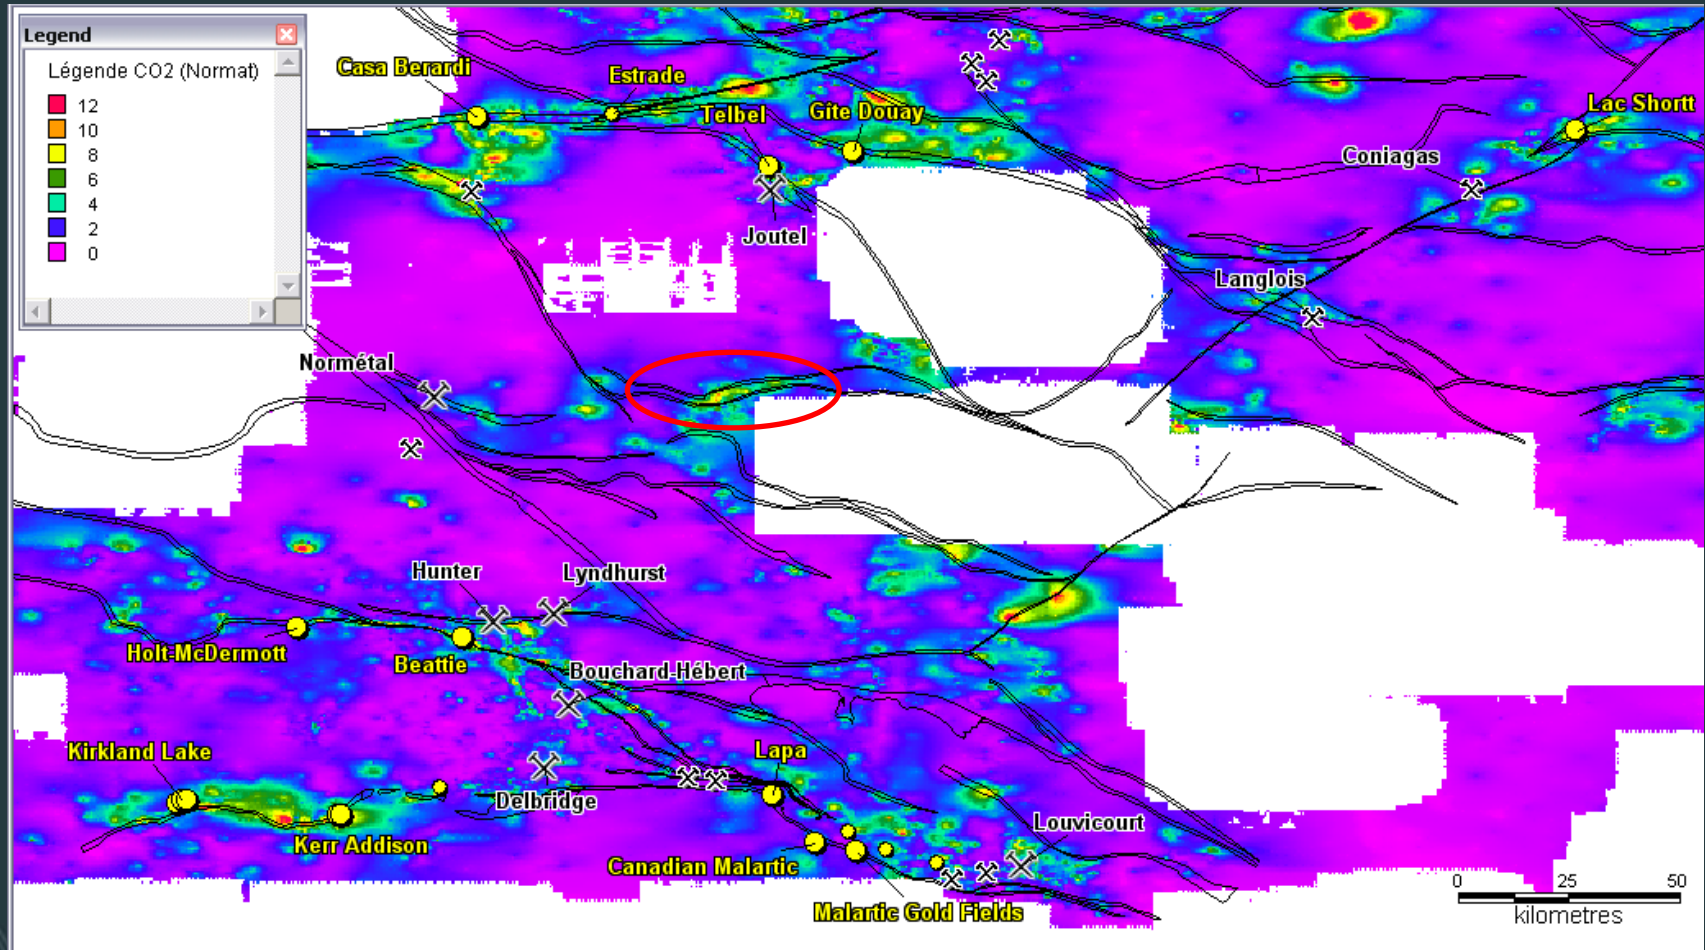 Legend
Légende CO2 (Normat)
12
10
8
6
4
2
0
Casa Berardi
Estrade
Telbel
Gîte Douay
Lac Shortt
Coniagas
Joutel
Langlois
Normétal
Hunter
Lyndhurst
Holt-McDermott
Beattie
Bouchard-Hébert
Kirkland Lake
Lapa
Delbridge
Kerr Addison
Louvicourt
Canadian Malartic
Malartic Gold Fields
0 25 50
kilometres